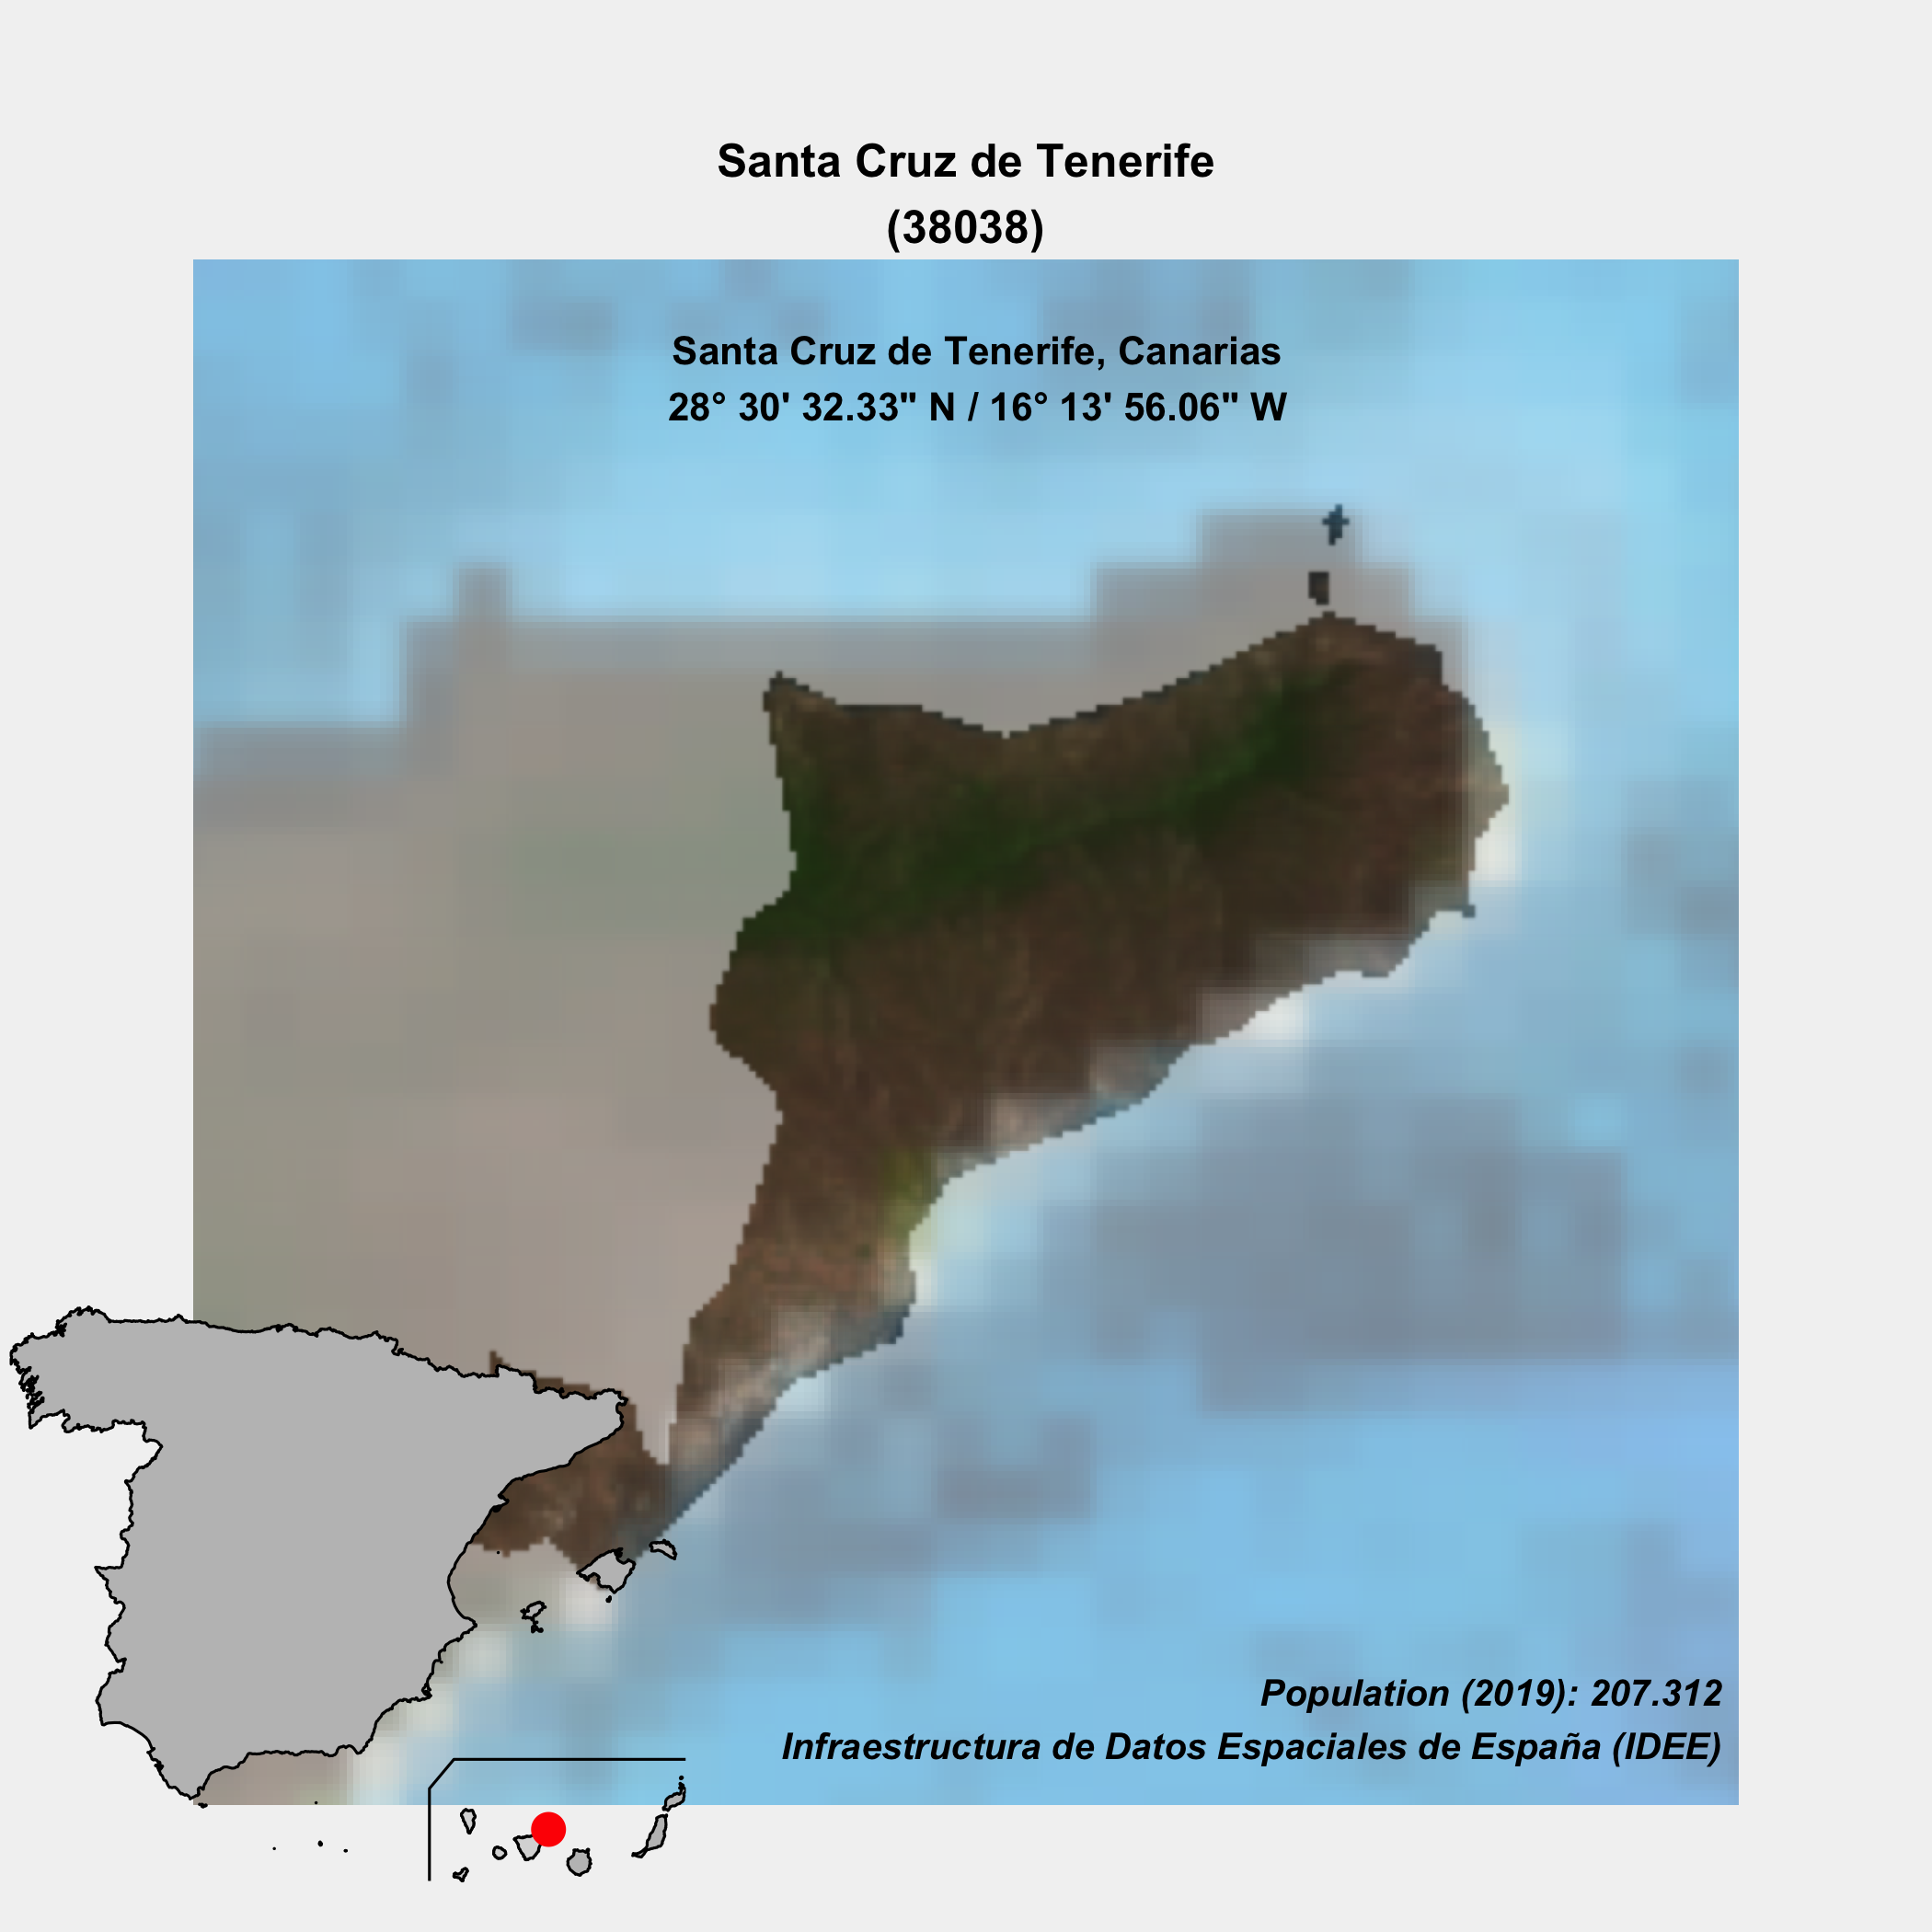 Santa Cruz de Tenerife
(38038)
Santa Cruz de Tenerife, Canarias
28° 30' 32.33" N / 16° 13' 56.06" W
Population (2019): 207.312
Infraestructura de Datos Espaciales de España (IDEE)